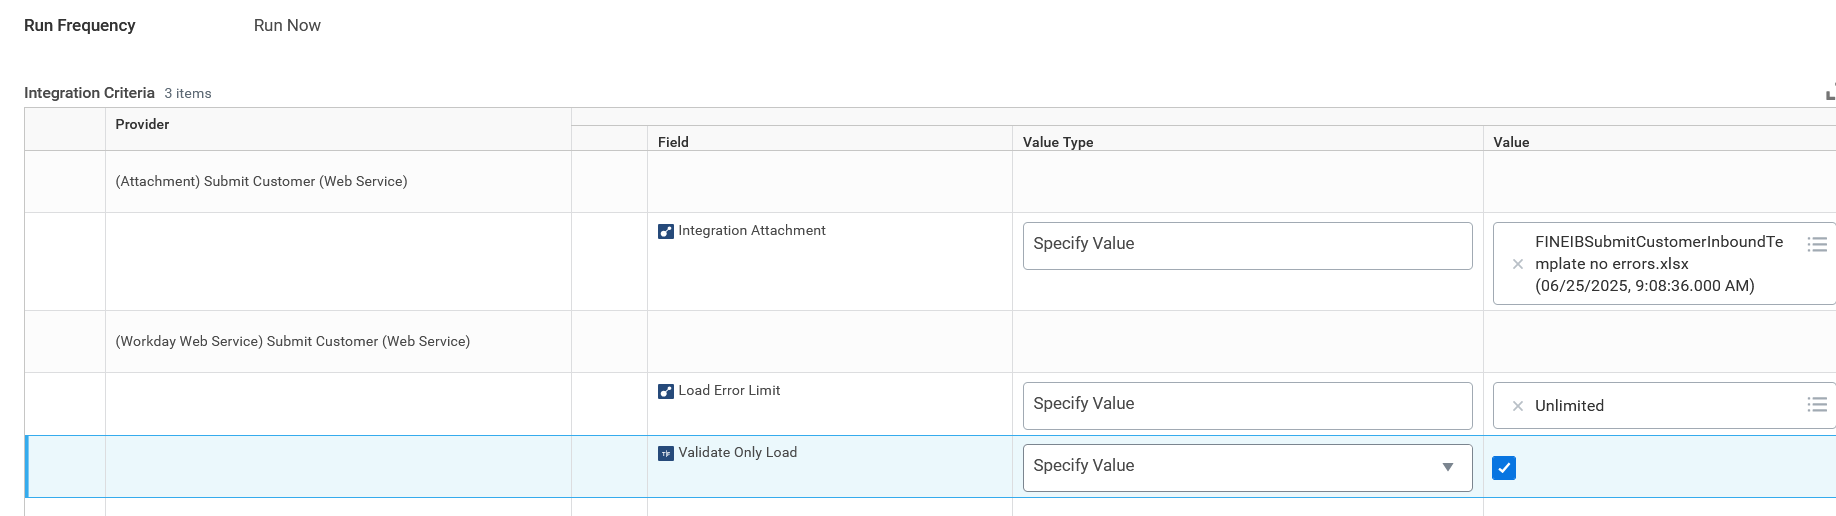 Run Frequency Run Now
Integration Criteria 3 items
Provider
Field Value Type Value
(Attachment) Submit Customer (Web Service)
Integration Attachment Specify Value FINEIBSubmitCustomerInboundTe
mplate no errors.xlsx
(06/25/2025, 9:08:36.000 AM)
(Workday Web Service) Submit Customer (Web Service)
Load Error Limit Specify Value Unlimited
Validate Only Load Specify Value